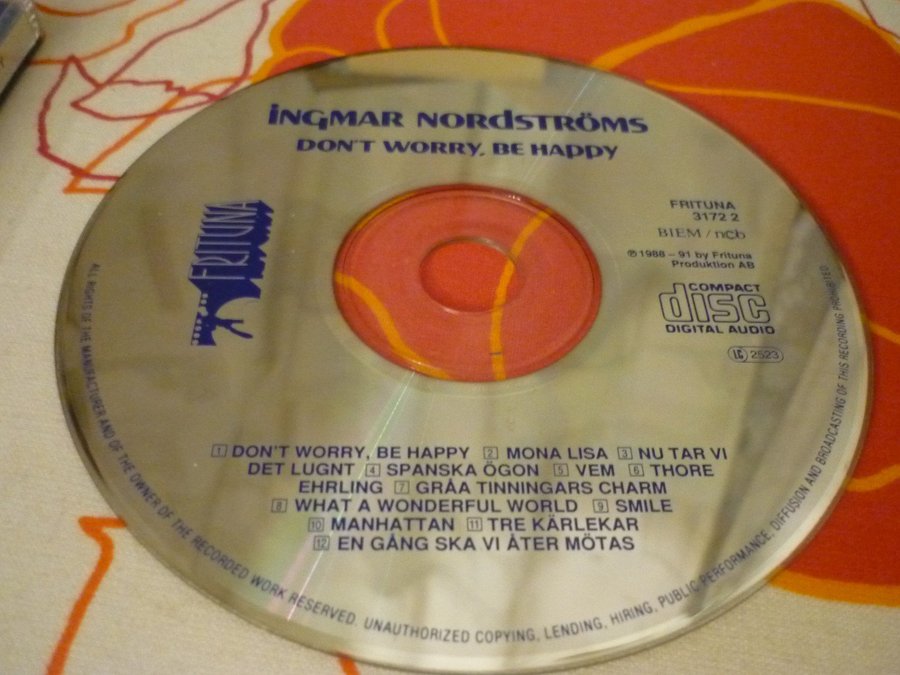 iNGMAR NORdSTRÖMS
DON'T WORRY, BE HAPPY
FRITUNA
FRITUNA
3172 2
BIEM / ncb
℗ 1988 – 91 by Frituna
Produktion AB
COMPACT
disc
DIGITAL AUDIO
LC 2523
1 DON'T WORRY, BE HAPPY 2 MONA LISA 3 NU TAR VI
DET LUGNT 4 SPANSKA ÖGON 5 VEM 6 THORE
EHRLING 7 GRÅA TINNINGARS CHARM
8 WHAT A WONDERFUL WORLD 9 SMILE
10 MANHATTAN 11 TRE KÄRLEKAR
12 EN GÅNG SKA VI ÅTER MÖTAS
ALL RIGHTS OF THE MANUFACTURER AND OF THE OWNER OF THE RECORDED WORK RESERVED. UNAUTHORIZED COPYING, LENDING, HIRING, PUBLIC PERFORMANCE, DIFFUSION AND BROADCASTING OF THIS RECORDING PROHIBITED